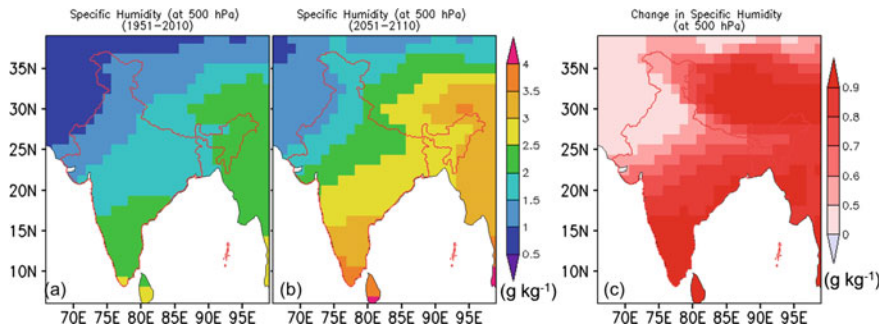 Specific Humidity (at 500 hPa)
(1951−2010)
35N
30N
25N
20N
15N
10N
(a)
70E 75E 80E 85E 90E 95E
Specific Humidity (at 500 hPa)
(2051−2110)
(b)
70E 75E 80E 85E 90E 95E
4
3.5
3
2.5
2
1.5
1
0.5
(g kg⁻¹)
Change in Specific Humidity
(at 500 hPa)
35N
30N
25N
20N
15N
10N
(c)
70E 75E 80E 85E 90E 95E
0.9
0.8
0.7
0.6
0.5
0
(g kg⁻¹)